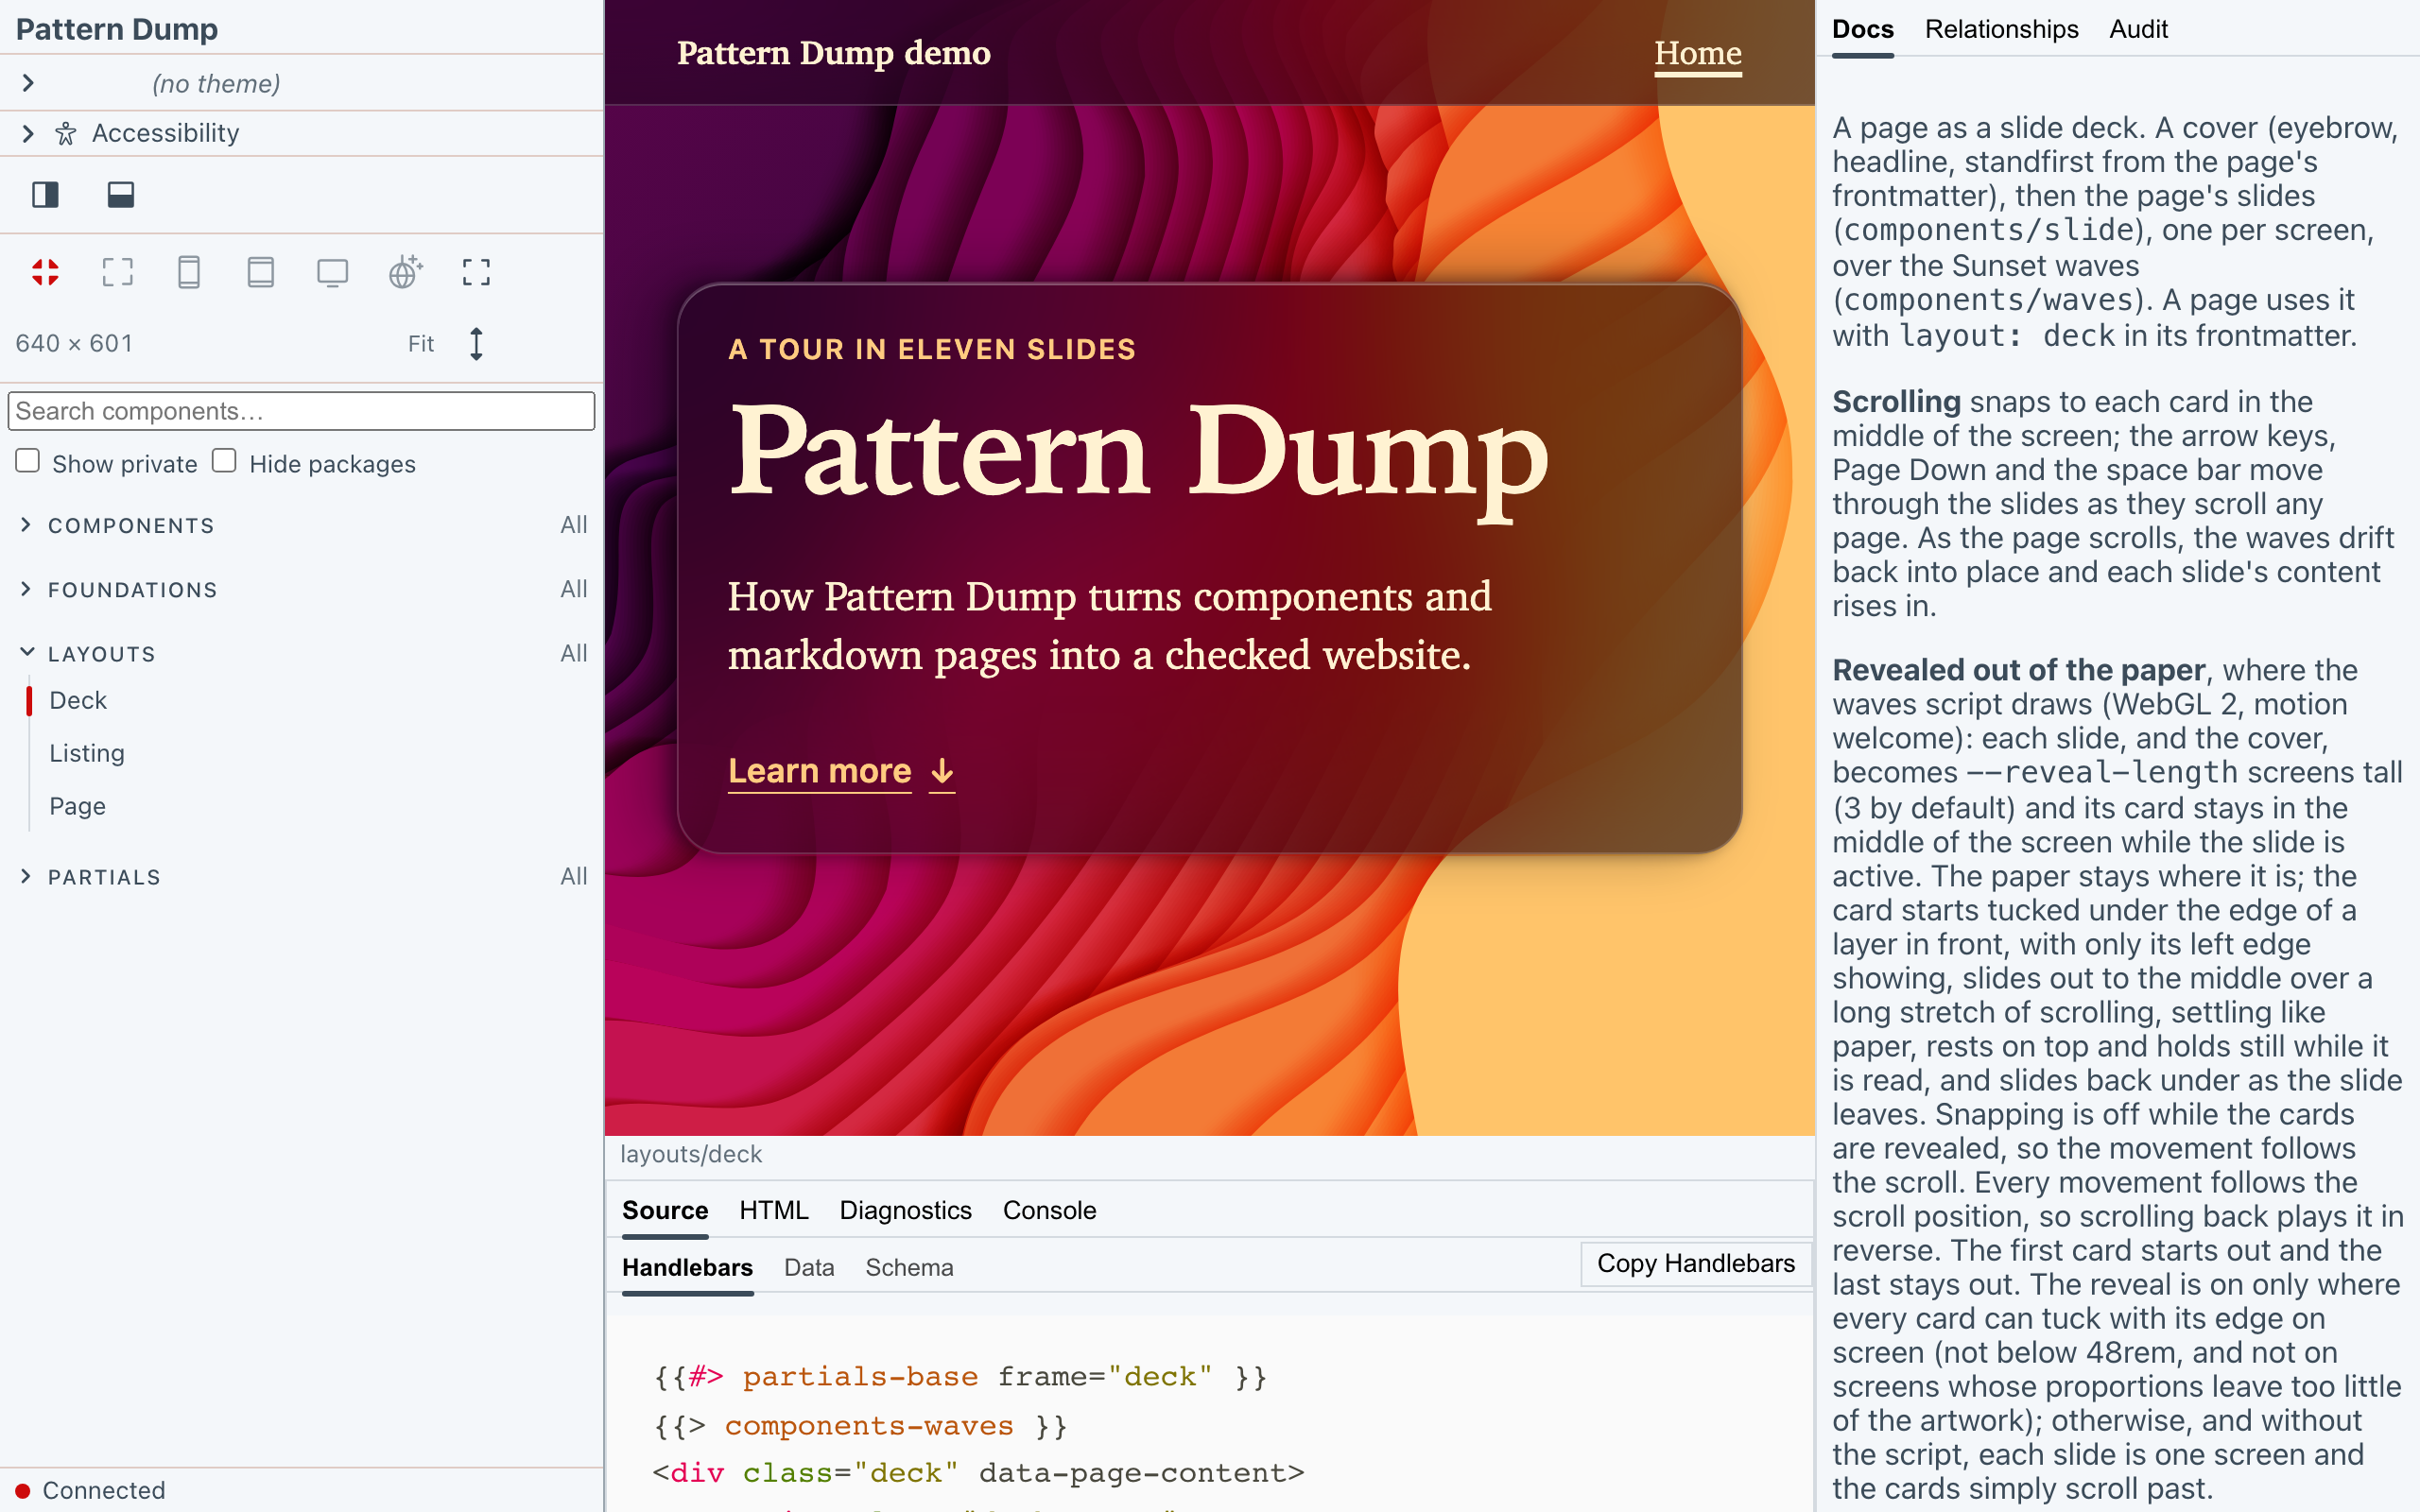 Pattern Dump
(no theme)
Accessibility
640 × 601
Fit
Search components…
Show private
Hide packages
COMPONENTS
All
FOUNDATIONS
All
LAYOUTS
All
Deck
Listing
Page
PARTIALS
All
Connected
Pattern Dump demo
Home
A TOUR IN ELEVEN SLIDES
Pattern Dump
How Pattern Dump turns components and
markdown pages into a checked website.
Learn more ↓
layouts/deck
Source HTML Diagnostics Console
Handlebars Data Schema
Copy Handlebars
{{#> partials-base frame="deck" }}
{{> components-waves }}
<div class="deck" data-page-content>
Docs Relationships Audit
A page as a slide deck. A cover (eyebrow,
headline, standfirst from the page's
frontmatter), then the page's slides
(components/slide), one per screen,
over the Sunset waves
(components/waves). A page uses it
with layout: deck in its frontmatter.
Scrolling snaps to each card in the
middle of the screen; the arrow keys,
Page Down and the space bar move
through the slides as they scroll any
page. As the page scrolls, the waves drift
back into place and each slide's content
rises in.
Revealed out of the paper, where the
waves script draws (WebGL 2, motion
welcome): each slide, and the cover,
becomes --reveal-length screens tall
(3 by default) and its card stays in the
middle of the screen while the slide is
active. The paper stays where it is; the
card starts tucked under the edge of a
layer in front, with only its left edge
showing, slides out to the middle over a
long stretch of scrolling, settling like
paper, rests on top and holds still while it
is read, and slides back under as the slide
leaves. Snapping is off while the cards
are revealed, so the movement follows
the scroll. Every movement follows the
scroll position, so scrolling back plays it in
reverse. The first card starts out and the
last stays out. The reveal is on only where
every card can tuck with its edge on
screen (not below 48rem, and not on
screens whose proportions leave too little
of the artwork); otherwise, and without
the script, each slide is one screen and
the cards simply scroll past.